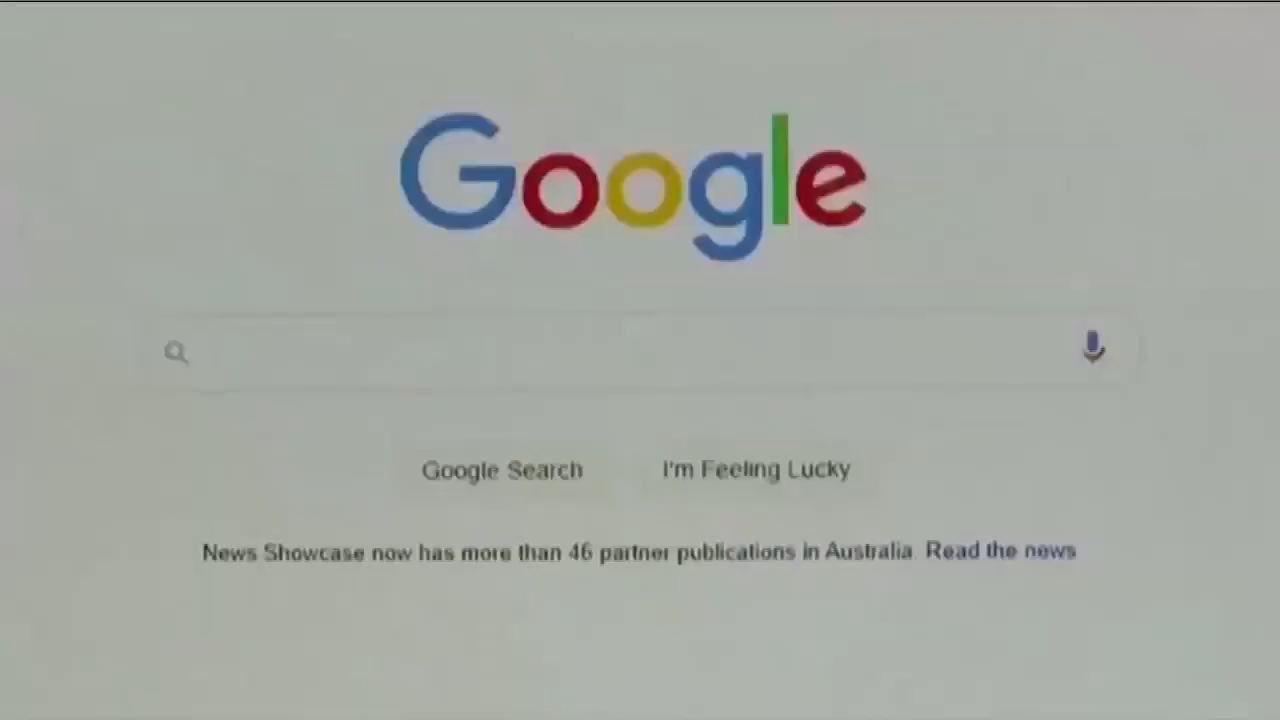 Google
Google Search I'm Feeling Lucky
News Showcase now has more than 46 partner publications in Australia Read the news